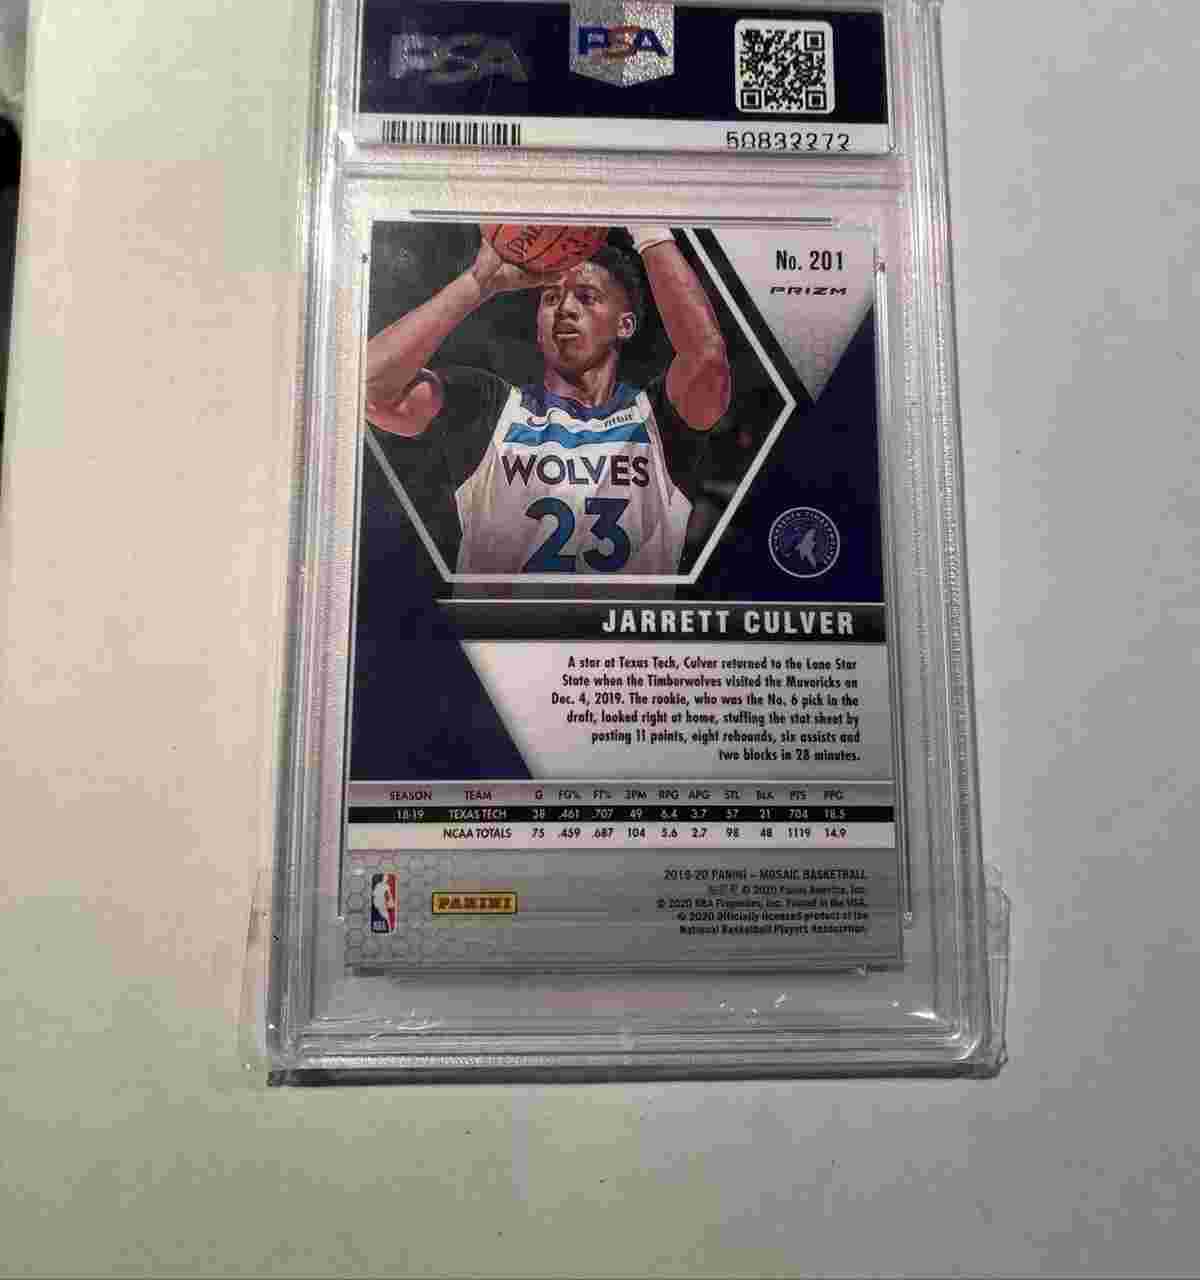 PSA
PSA
50833373
SPAL
No. 201
PRIZM
fitbit
WOLVES
23
JARRETT CULVER
A star at Texas Tech, Culver returned to the Lone Star
State when the Timberwolves visited the Mavericks on
Dec. 4, 2019. The rookie, who was the No. 6 pick in the
draft, looked right at home, stuffing the stat sheet by
posting 11 points, eight rebounds, six assists and
two blocks in 28 minutes.
SEASON TEAM G FG% FT% 3PM RPG APG STL BLK PTS PPG
18-19 TEXAS TECH 38 .461 .707 49 6.4 3.7 57 21 704 18.5
NCAA TOTALS 75 .459 .687 104 5.6 2.7 98 48 1119 14.9
2019-20 PANINI – MOSAIC BASKETBALL
© 2020 Panini America, Inc.
© 2020 NBA Properties, Inc. Printed in the USA.
© 2020 Officially licensed product of the
National Basketball Players Association.
NBA
PANINI